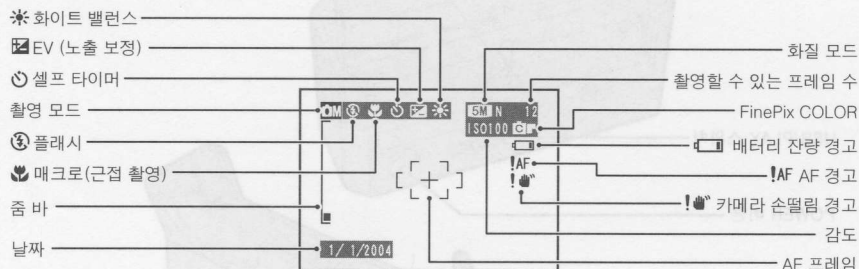 화이트 밸런스
EV (노출 보정)
셀프 타이머
촬영 모드
플래시
매크로(근접 촬영)
줌 바
날짜
M
5M N 12
ISO100 C
!AF
!
1/ 1/2004
화질 모드
촬영할 수 있는 프레임 수
FinePix COLOR
배터리 잔량 경고
!AF AF 경고
! 카메라 손떨림 경고
감도
AF 프레임